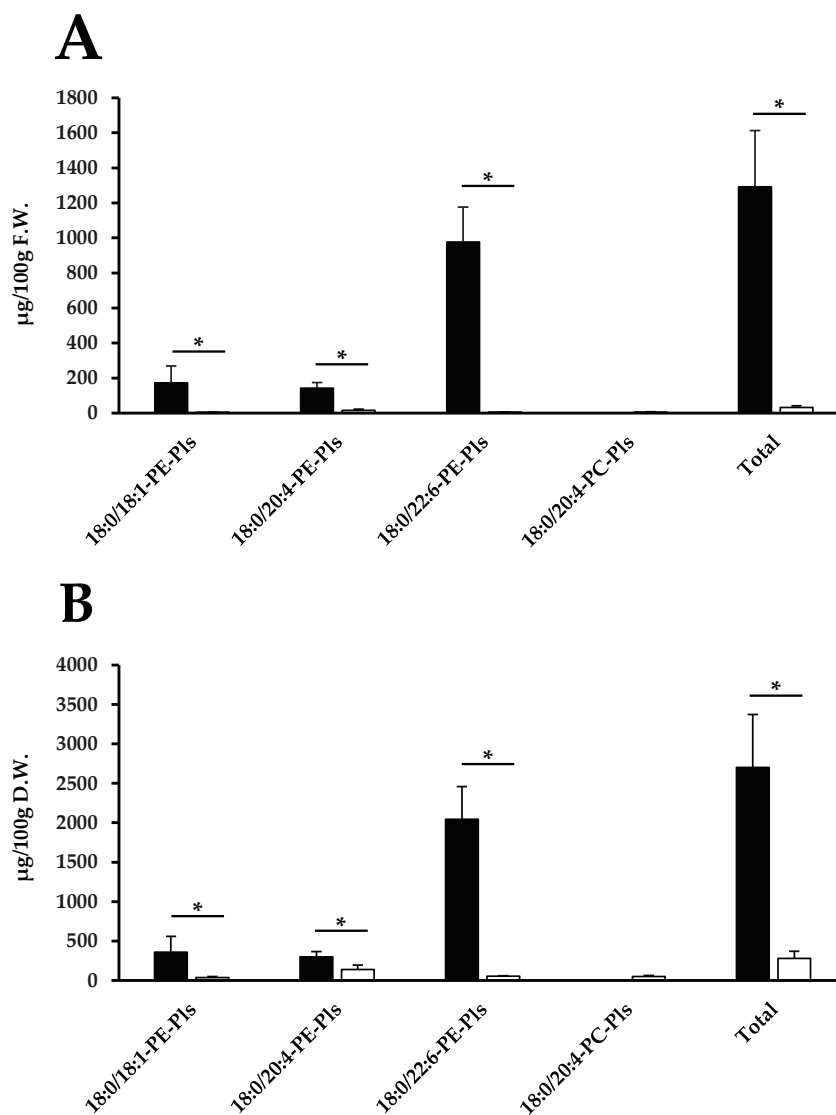 A
1800
1600
1400
1200
1000
800
600
400
200
0
µg/100g F.W.
*
*
*
*
18:0/18:1-PE-Pls
18:0/20:4-PE-Pls
18:0/22:6-PE-Pls
18:0/20:4-PC-Pls
Total
B
4000
3500
3000
2500
2000
1500
1000
500
0
µg/100g D.W.
*
*
*
*
18:0/18:1-PE-Pls
18:0/20:4-PE-Pls
18:0/22:6-PE-Pls
18:0/20:4-PC-Pls
Total